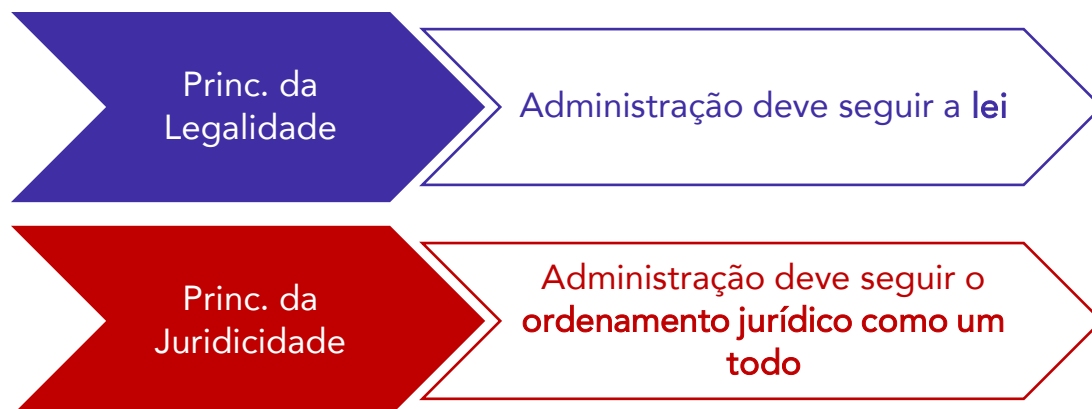 Princ. da
Legalidade
Administração deve seguir a lei
Princ. da
Juridicidade
Administração deve seguir o
ordenamento jurídico como um
todo